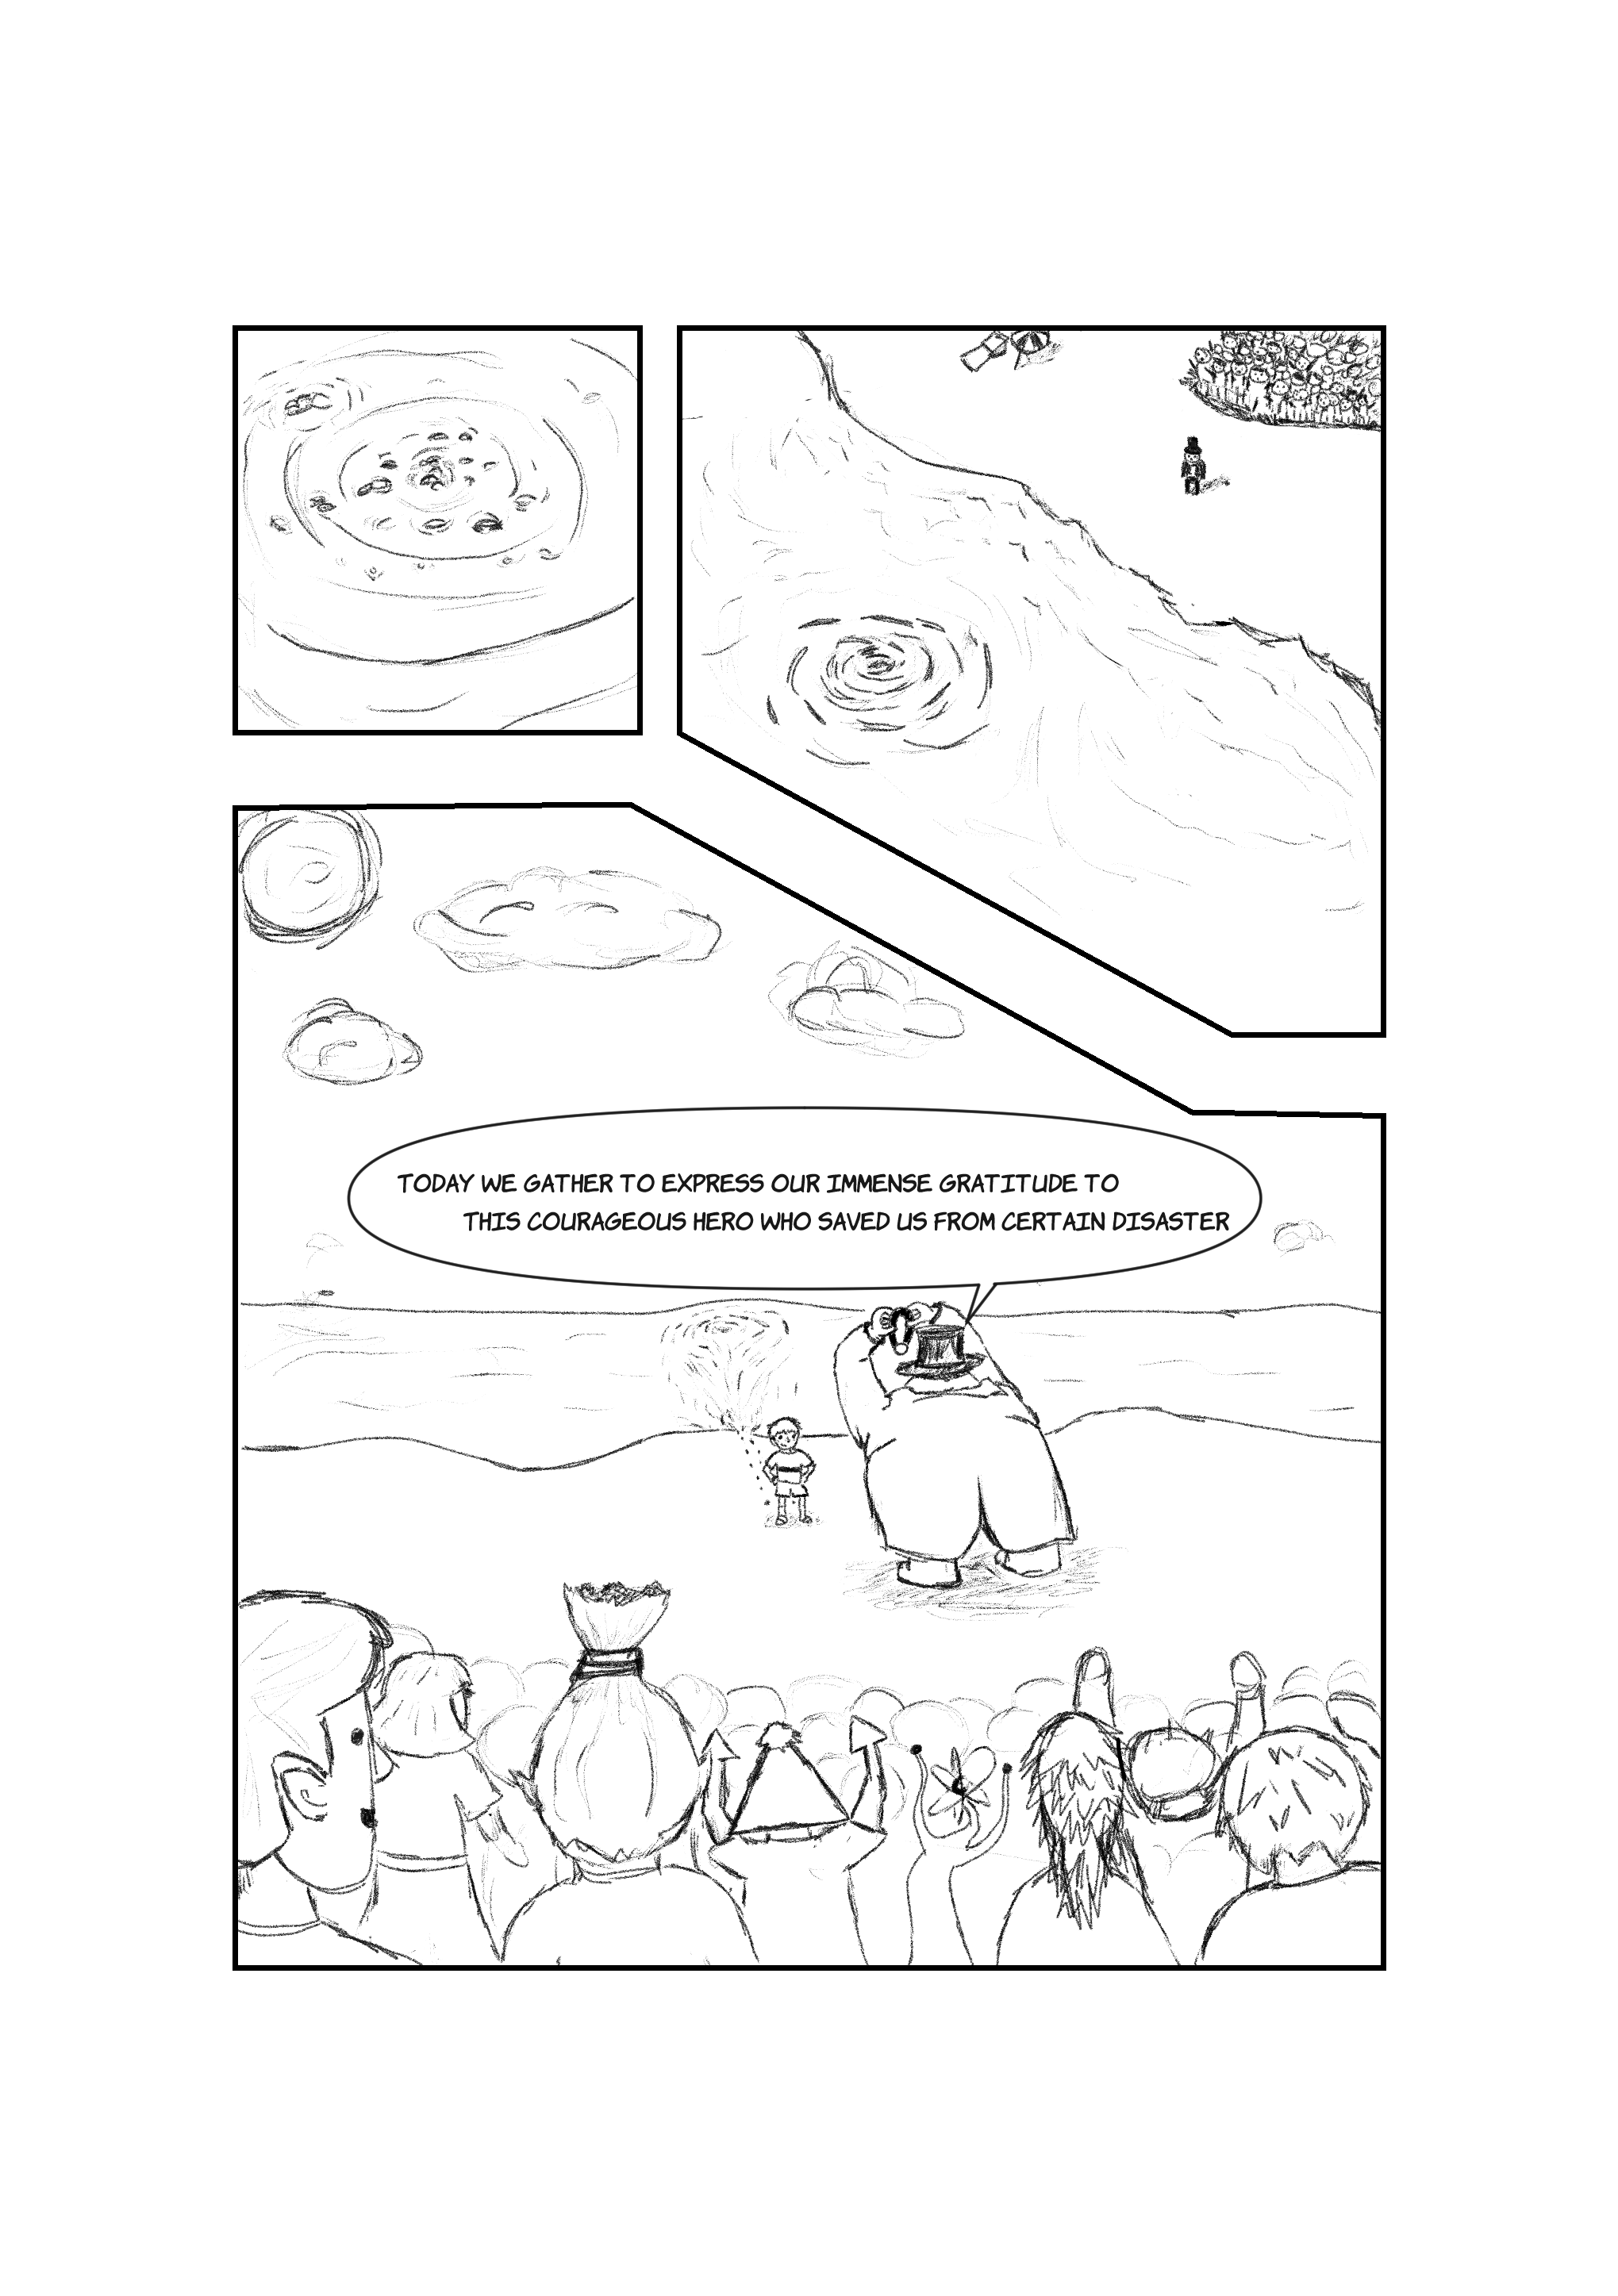 TODAY WE GATHER TO EXPRESS OUR IMMENSE GRATITUDE TO
THIS COURAGEOUS HERO WHO SAVED US FROM CERTAIN DISASTER